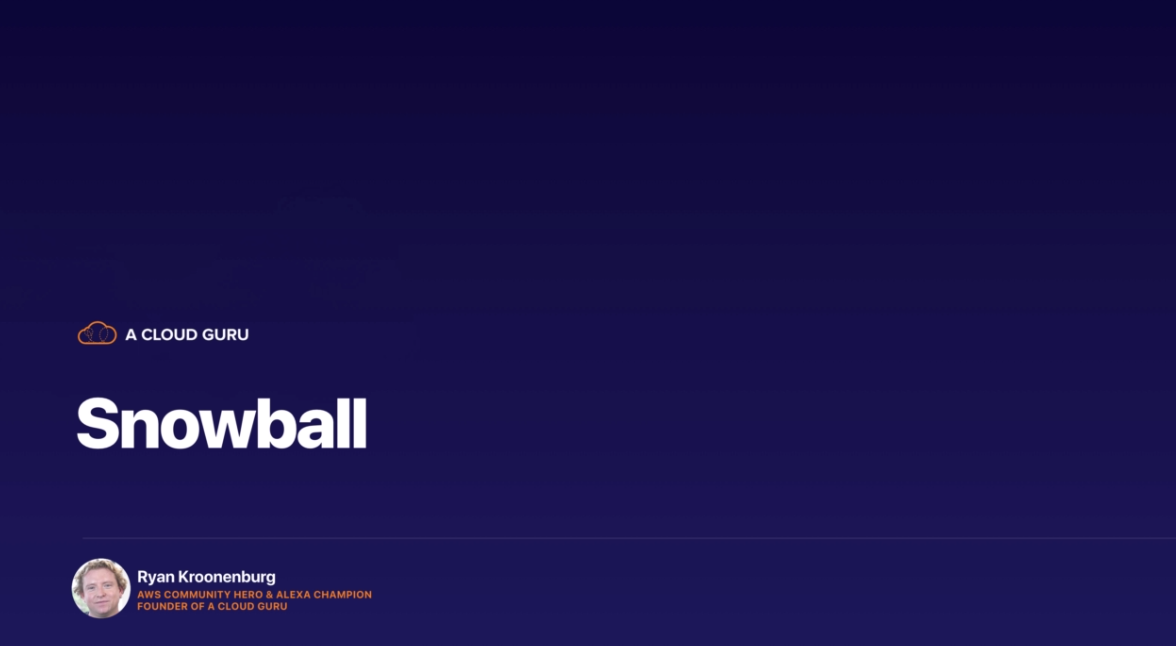 A CLOUD GURU
Snowball
Ryan Kroonenburg
AWS COMMUNITY HERO & ALEXA CHAMPION
FOUNDER OF A CLOUD GURU